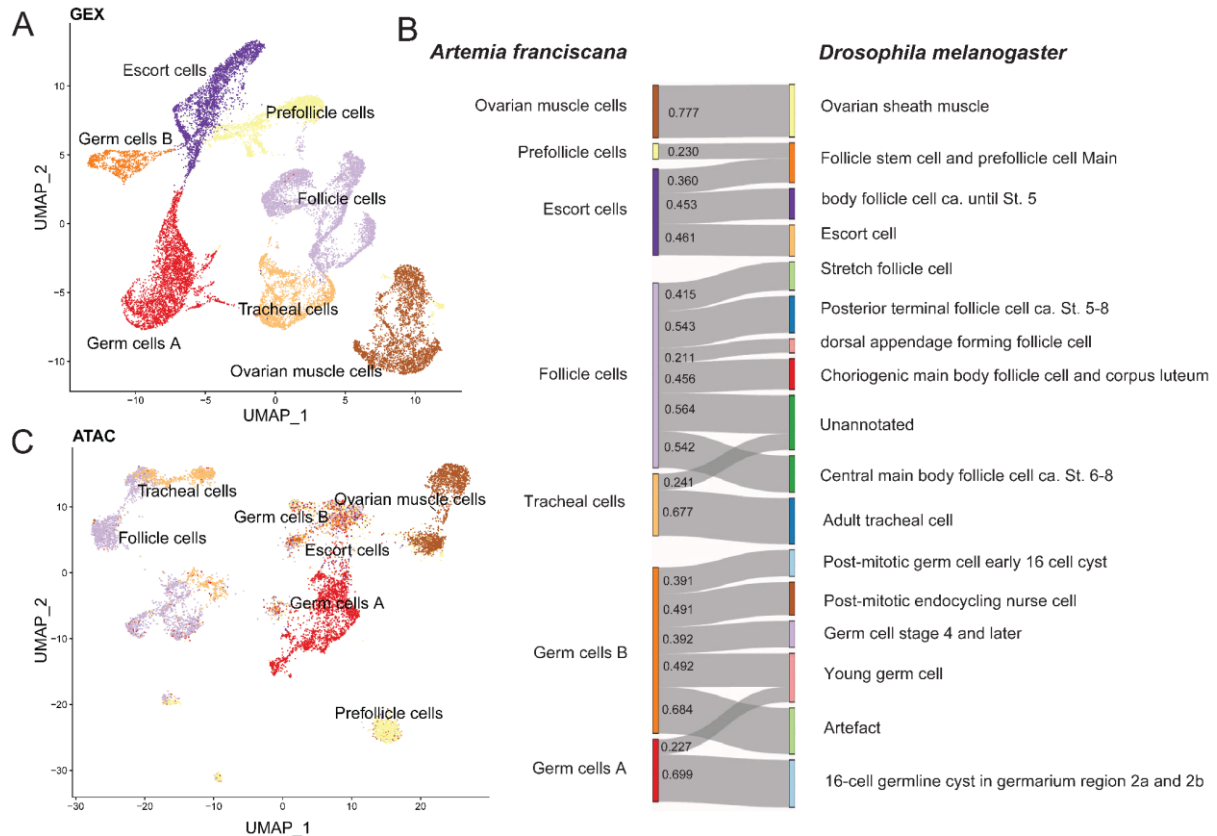 A
GEX
Escort cells
Prefollicle cells
Germ cells B
Follicle cells
Tracheal cells
Germ cells A
Ovarian muscle cells
UMAP_2
10
5
0
−5
−10
−10
−5
0
5
10
UMAP_1
B
Artemia franciscana
Drosophila melanogaster
Ovarian muscle cells
Prefollicle cells
Escort cells
Follicle cells
Tracheal cells
Germ cells B
Germ cells A
0.777
0.230
0.360
0.453
0.461
0.415
0.543
0.211
0.456
0.564
0.542
0.241
0.677
0.391
0.491
0.392
0.492
0.684
0.227
0.699
Ovarian sheath muscle
Follicle stem cell and prefollicle cell Main
body follicle cell ca. until St. 5
Escort cell
Stretch follicle cell
Posterior terminal follicle cell ca. St. 5-8
dorsal appendage forming follicle cell
Choriogenic main body follicle cell and corpus luteum
Unannotated
Central main body follicle cell ca. St. 6-8
Adult tracheal cell
Post-mitotic germ cell early 16 cell cyst
Post-mitotic endocycling nurse cell
Germ cell stage 4 and later
Young germ cell
Artefact
16-cell germline cyst in germarium region 2a and 2b
C
ATAC
Tracheal cells
Ovarian muscle cells
Germ cells B
Follicle cells
Escort cells
Germ cells A
Prefollicle cells
UMAP_2
10
0
−10
−20
−30
−30
−20
−10
0
10
20
UMAP_1